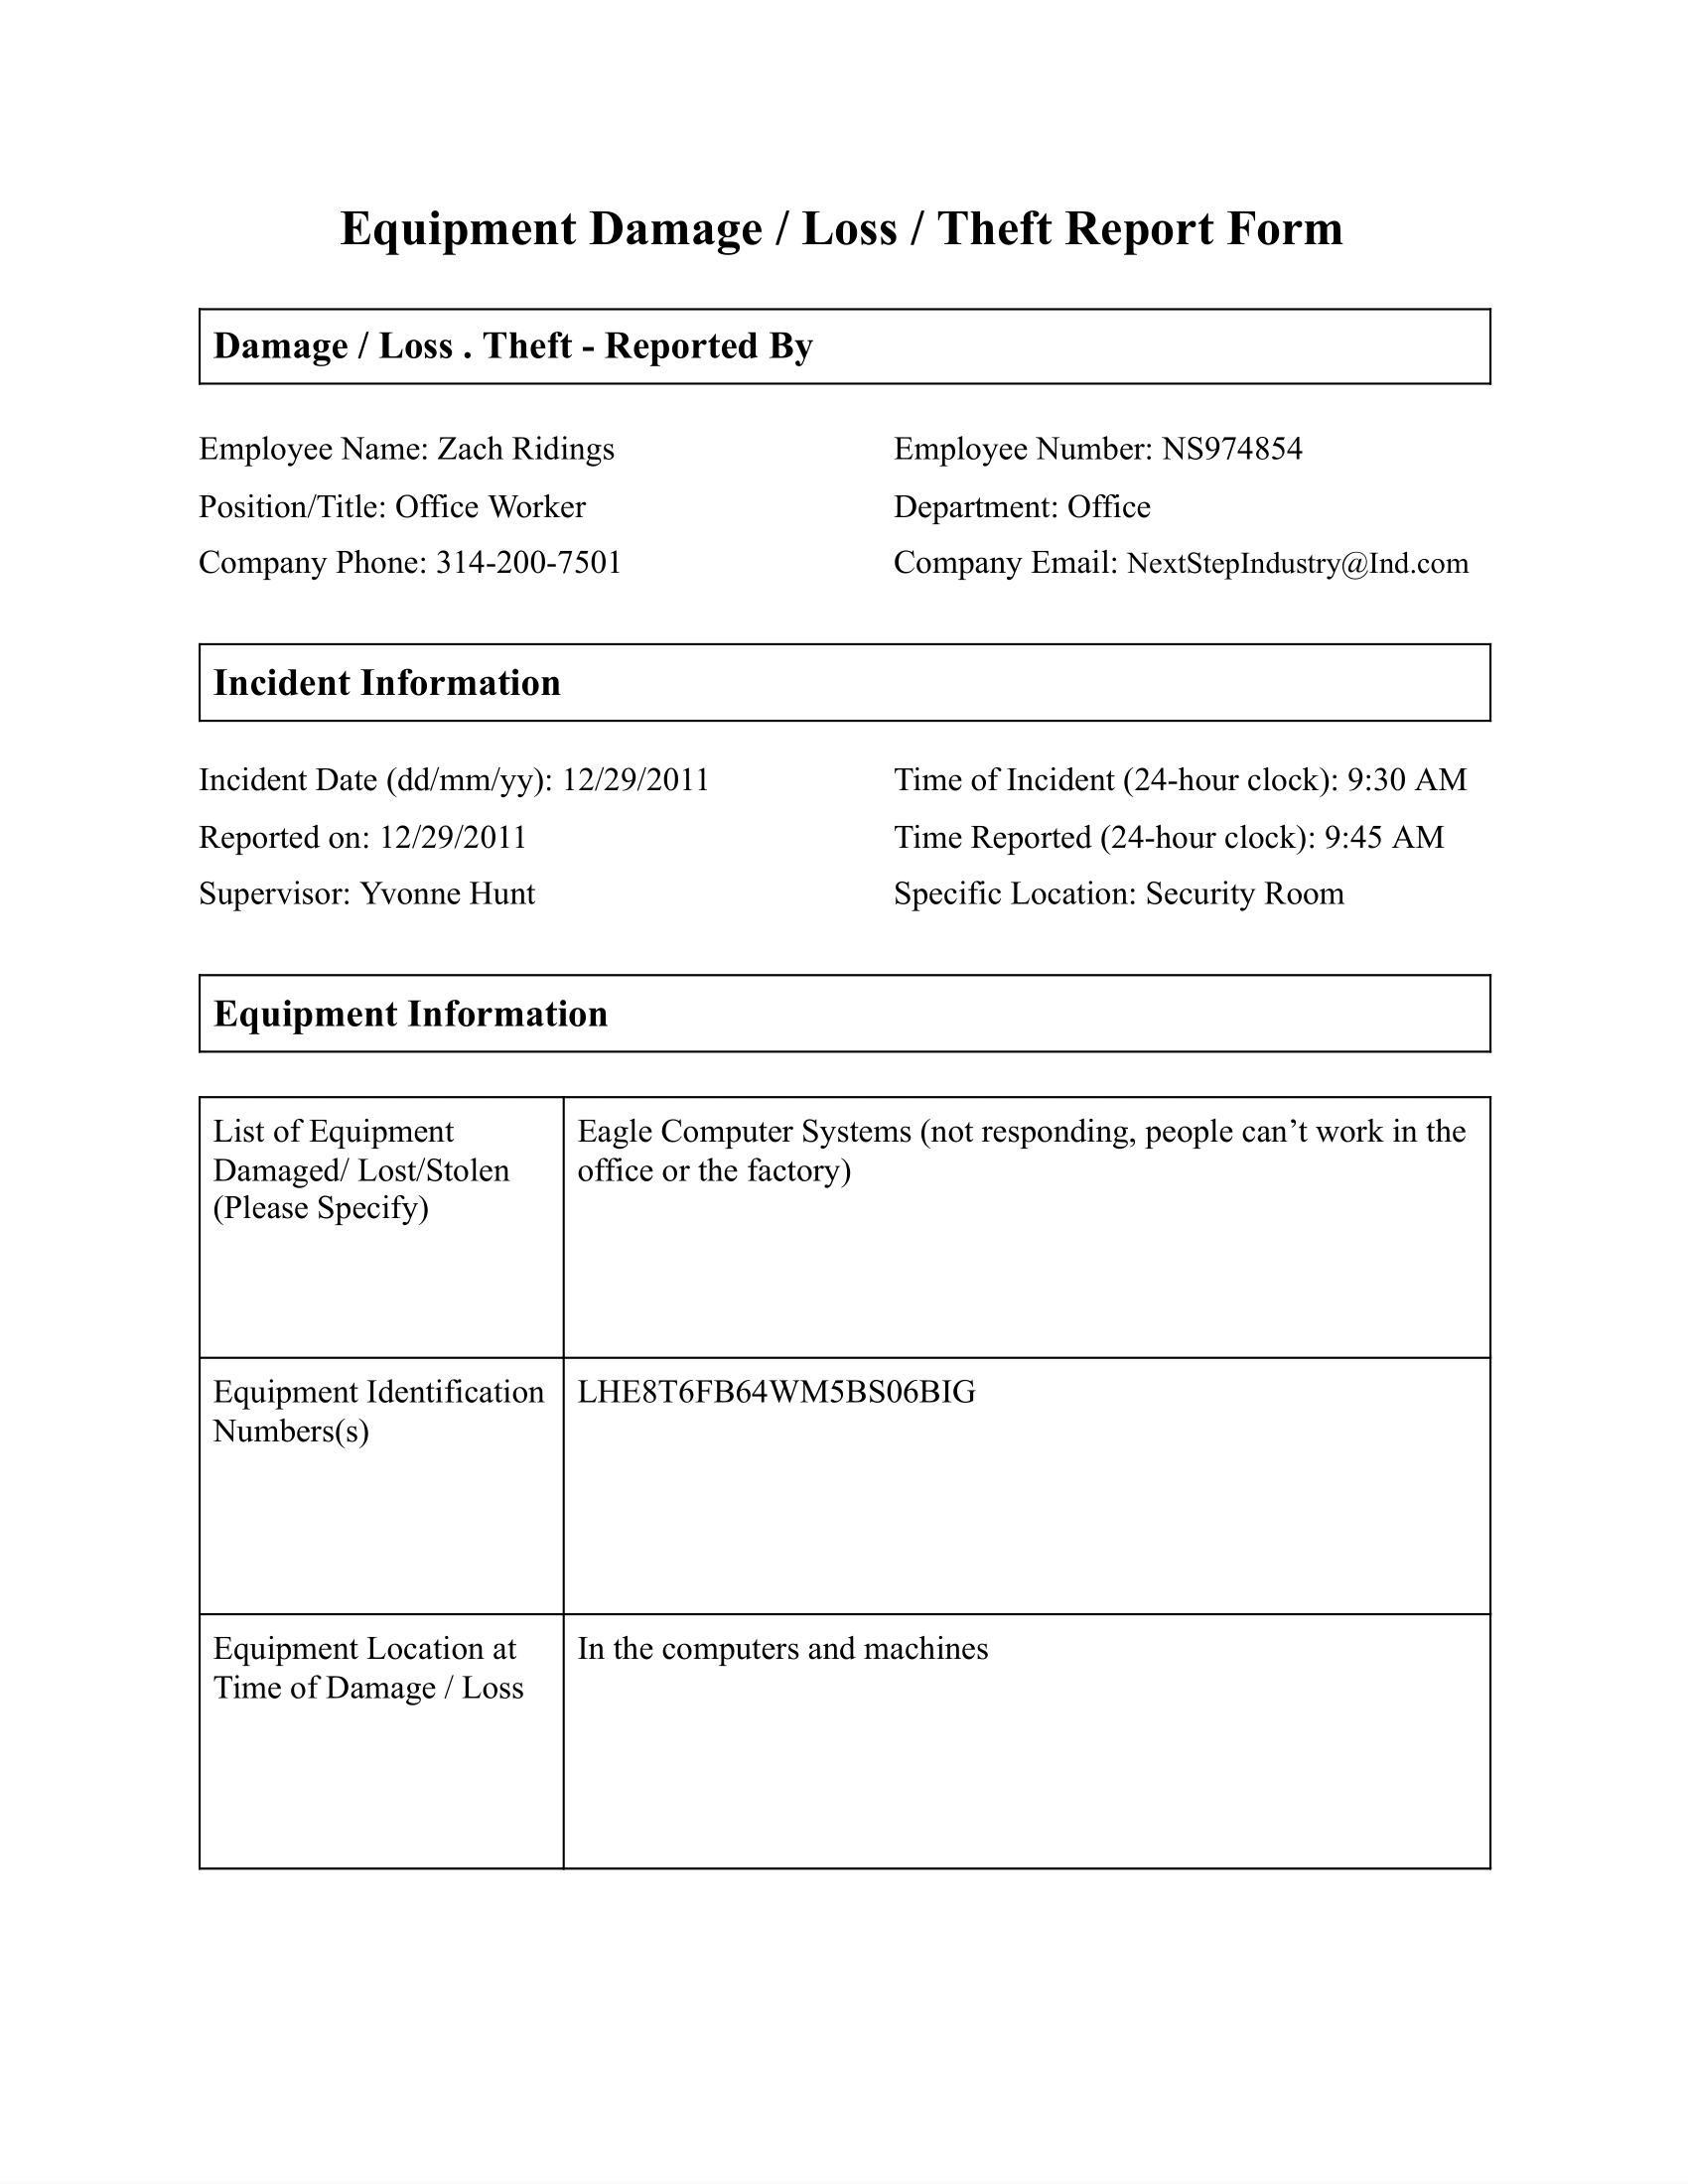 Equipment Damage / Loss / Theft Report Form
Damage / Loss . Theft - Reported By
Employee Name: Zach Ridings
Employee Number: NS974854
Position/Title: Office Worker
Department: Office
Company Phone: 314-200-7501
Company Email: NextStepIndustry@Ind.com
Incident Information
Incident Date (dd/mm/yy): 12/29/2011
Time of Incident (24-hour clock): 9:30 AM
Reported on: 12/29/2011
Time Reported (24-hour clock): 9:45 AM
Supervisor: Yvonne Hunt
Specific Location: Security Room
Equipment Information
List of Equipment
Damaged/ Lost/Stolen
(Please Specify)
Eagle Computer Systems (not responding, people can’t work in the
office or the factory)
Equipment Identification
Numbers(s)
LHE8T6FB64WM5BS06BIG
Equipment Location at
Time of Damage / Loss
In the computers and machines